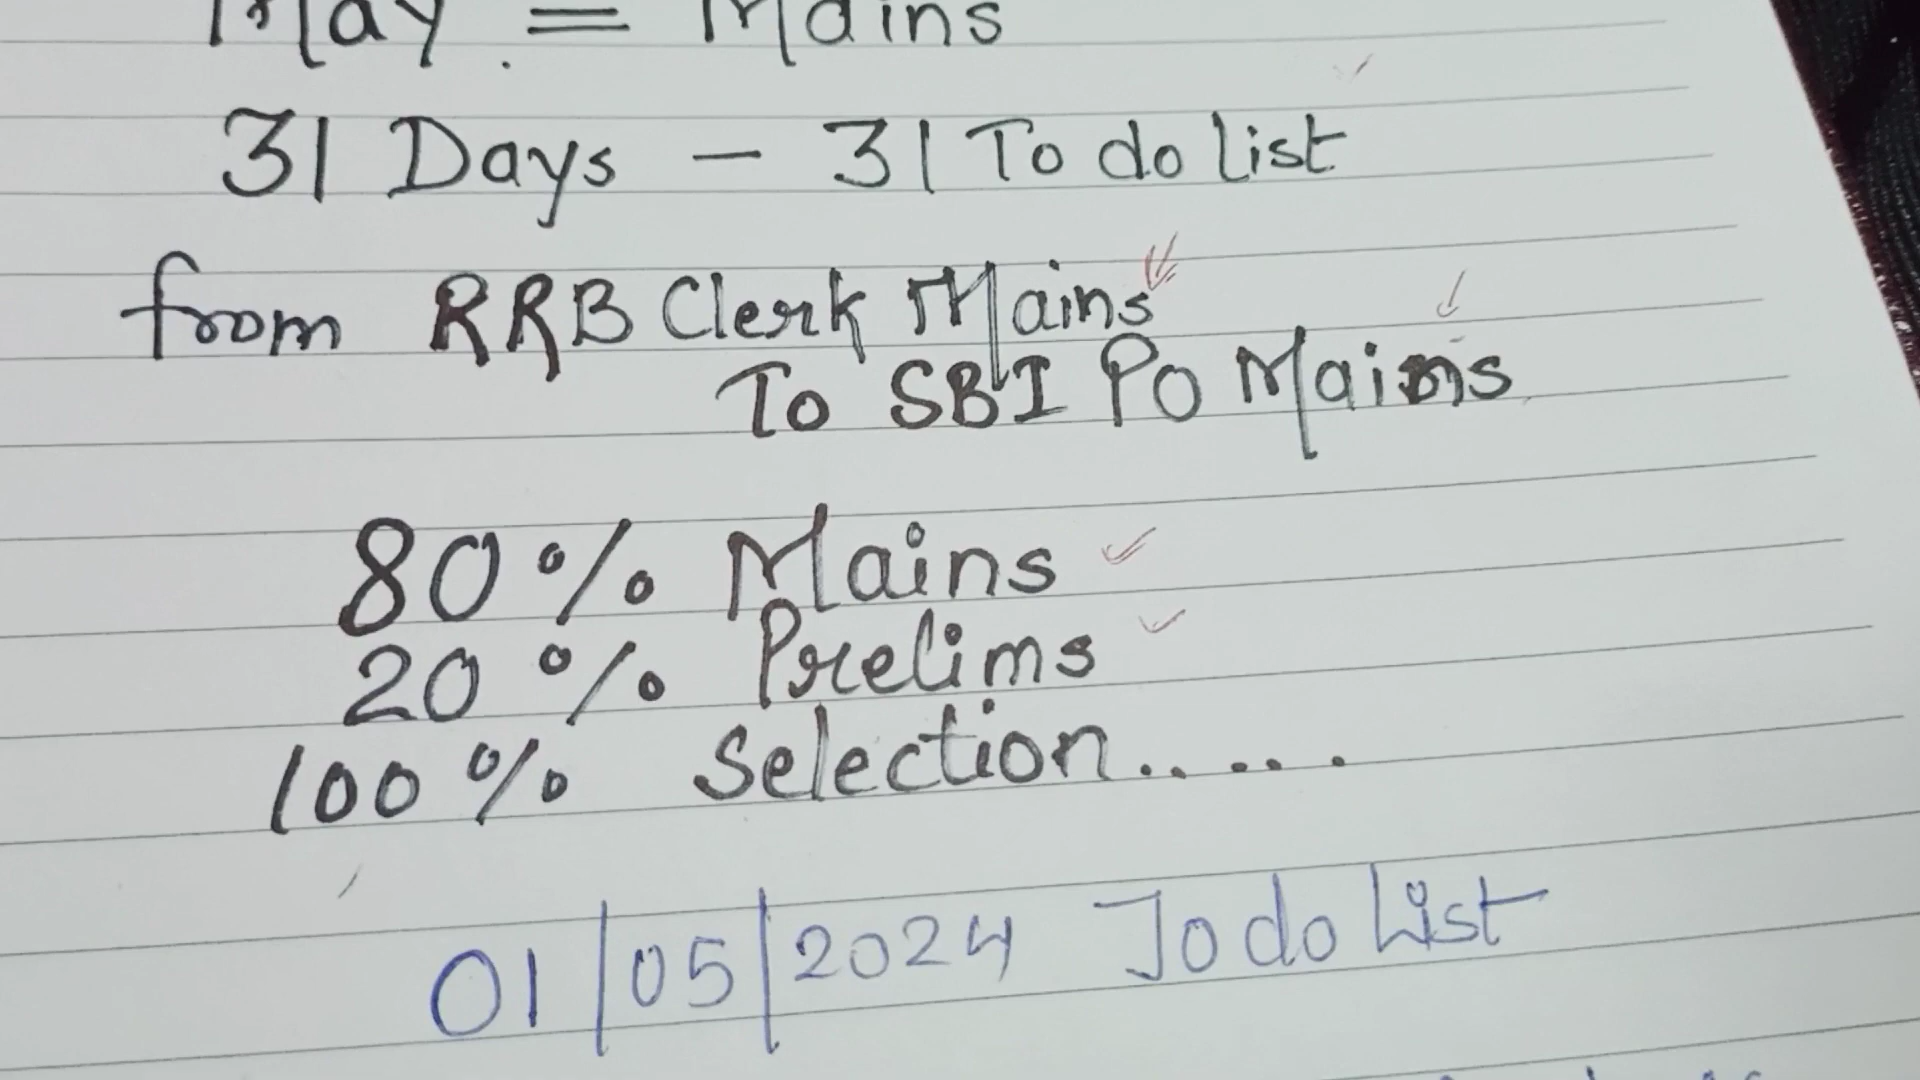 May = Mains
31 Days - 31 To do list
from RRB Clerk Mains
To SBI PO Mains
80% Mains
20% Prelims
100% Selection......
01/05/2024 To do List